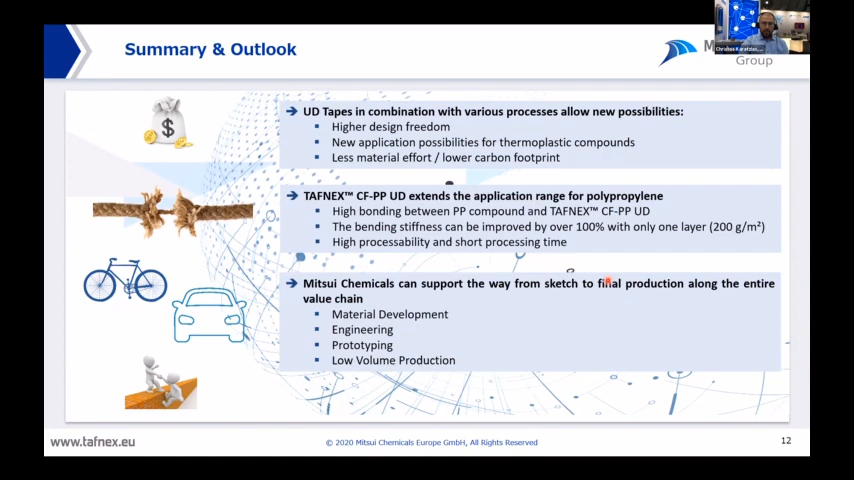 Summary & Outlook
Group
UD Tapes in combination with various processes allow new possibilities:
Higher design freedom
New application possibilities for thermoplastic compounds
Less material effort / lower carbon footprint
TAFNEX™ CF-PP UD extends the application range for polypropylene
High bonding between PP compound and TAFNEX™ CF-PP UD
The bending stiffness can be improved by over 100% with only one layer (200 g/m²)
High processability and short processing time
Mitsui Chemicals can support the way from sketch to final production along the entire
value chain
Material Development
Engineering
Prototyping
Low Volume Production
$
www.tafnex.eu
© 2020 Mitsui Chemicals Europe GmbH, All Rights Reserved
12